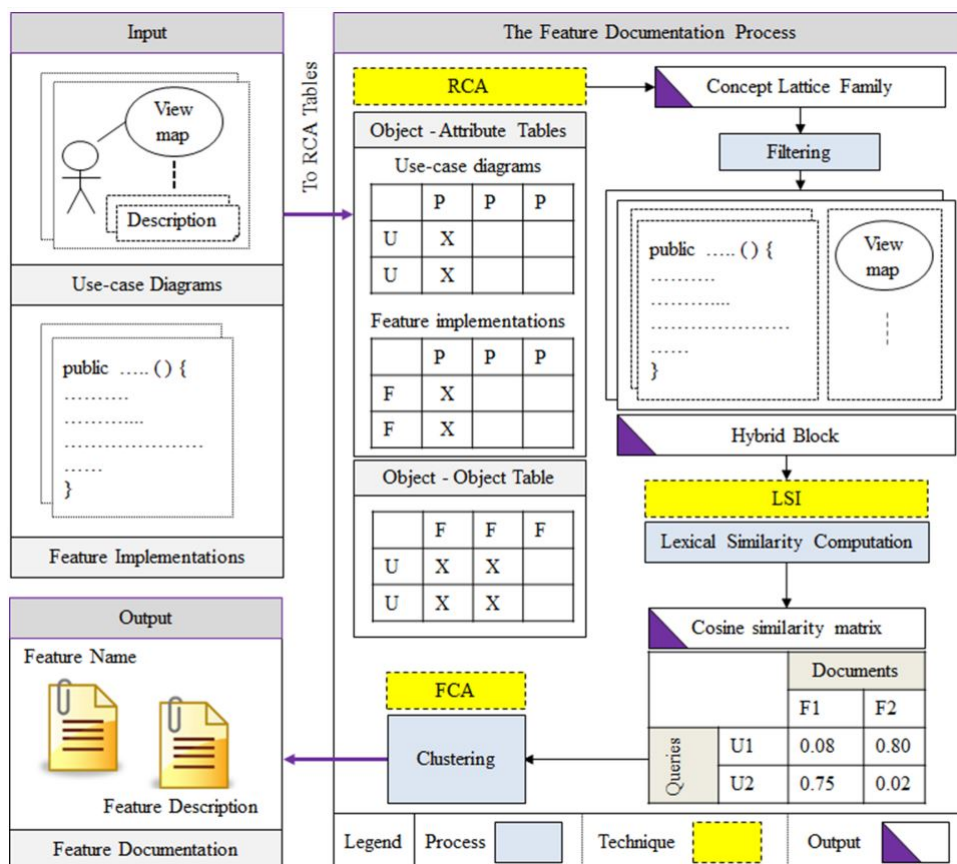 Input
View
map
Description
Use-case Diagrams
public ..... ( ) {
..........
............
.....................
......
}
Feature Implementations
To RCA Tables
The Feature Documentation Process
RCA
Object - Attribute Tables
Use-case diagrams
P P P
U X
U X
Feature implementations
P P P
F X
F X
Object - Object Table
F F F
U X X
U X X
Concept Lattice Family
Filtering
public ..... ( ) {
..........
............
.....................
......
}
View
map
Hybrid Block
LSI
Lexical Similarity Computation
Cosine similarity matrix
Documents
F1 F2
Queries
U1 0.08 0.80
U2 0.75 0.02
FCA
Clustering
Output
Feature Name
Feature Description
Feature Documentation
Legend Process Technique Output